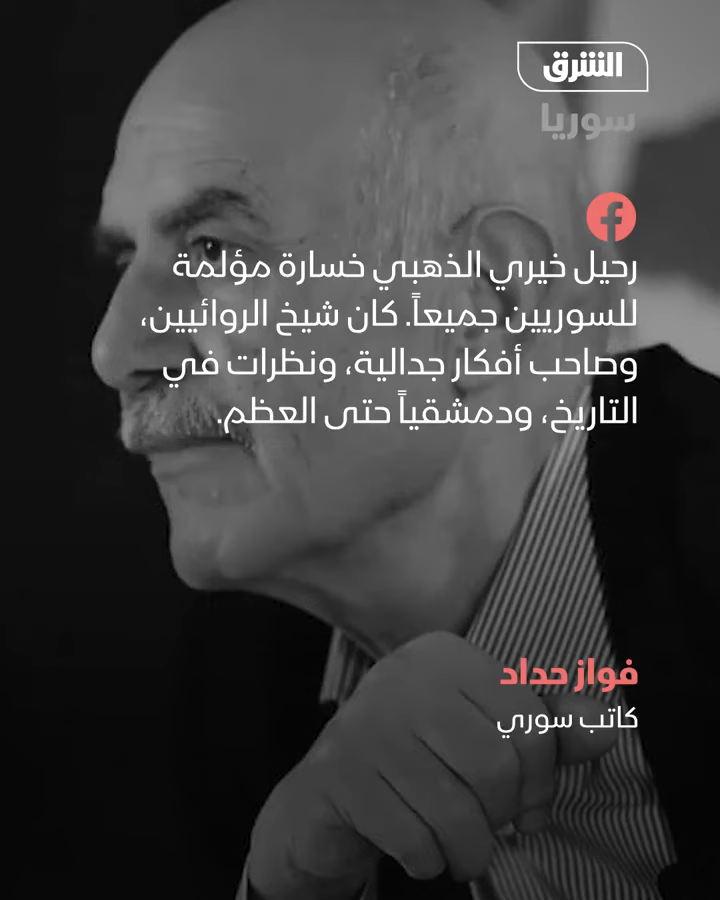 الشرق
سوريا
رحيل خيري الذهبي خسارة مؤلمة
للسوريين جميعاً. كان شيخ الروائيين،
وصاحب أفكار جدالية، ونظرات في
التاريخ، ودمشقياً حتى العظم.
فواز حداد
كاتب سوري